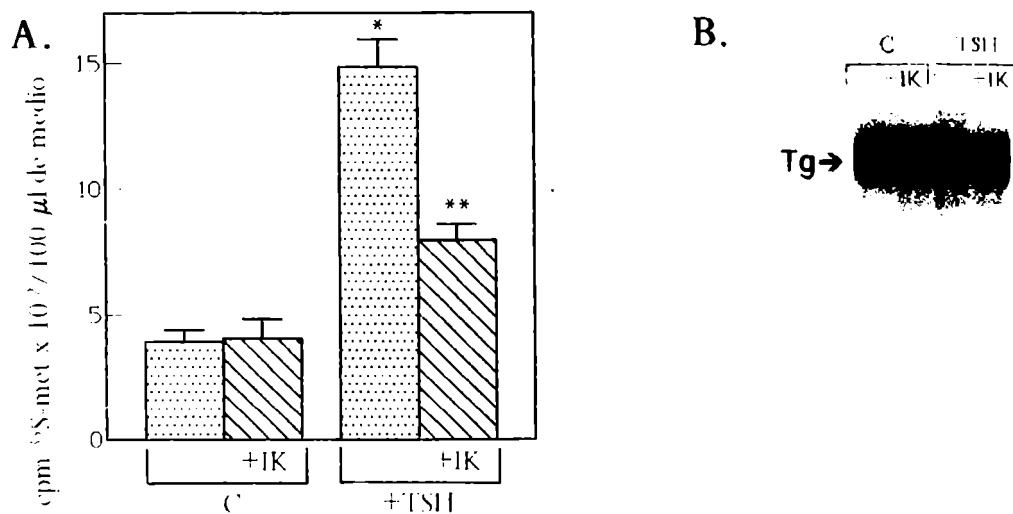 A.
cpm ³⁵S-met x 10⁻³/100 µl de medio
15
10
5
0
*
**
+IK
+IK
C
+TSH
B.
C
TSH
+IK
+IK
Tg→